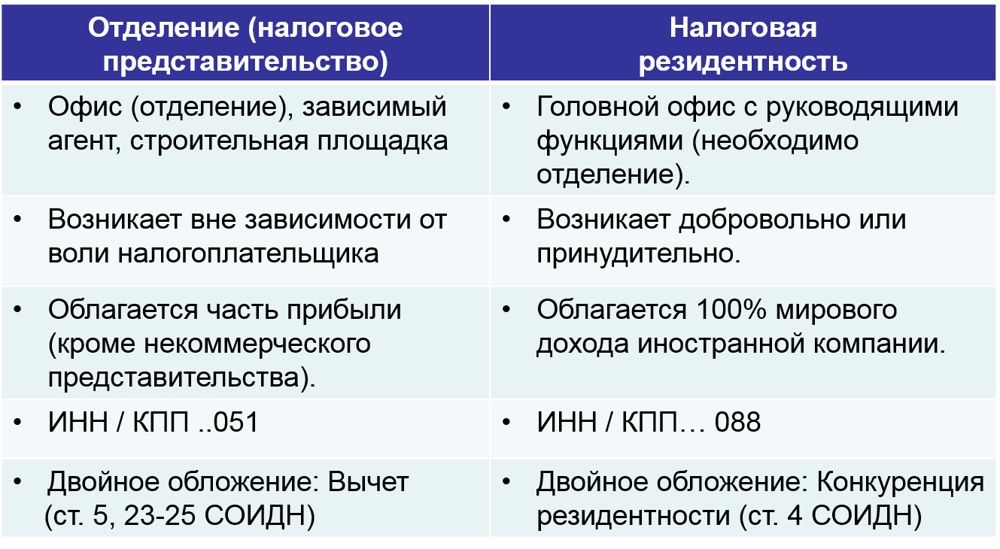 Отделение (налоговое
представительство)
Налоговая
резидентность
• Офис (отделение), зависимый
агент, строительная площадка
• Головной офис с руководящими
функциями (необходимо
отделение).
• Возникает вне зависимости от
воли налогоплательщика
• Возникает добровольно или
принудительно.
• Облагается часть прибыли
(кроме некоммерческого
представительства).
• Облагается 100% мирового
дохода иностранной компании.
• ИНН / КПП ..051
• ИНН / КПП… 088
• Двойное обложение: Вычет
(ст. 5, 23-25 СОИДН)
• Двойное обложение: Конкуренция
резидентности (ст. 4 СОИДН)